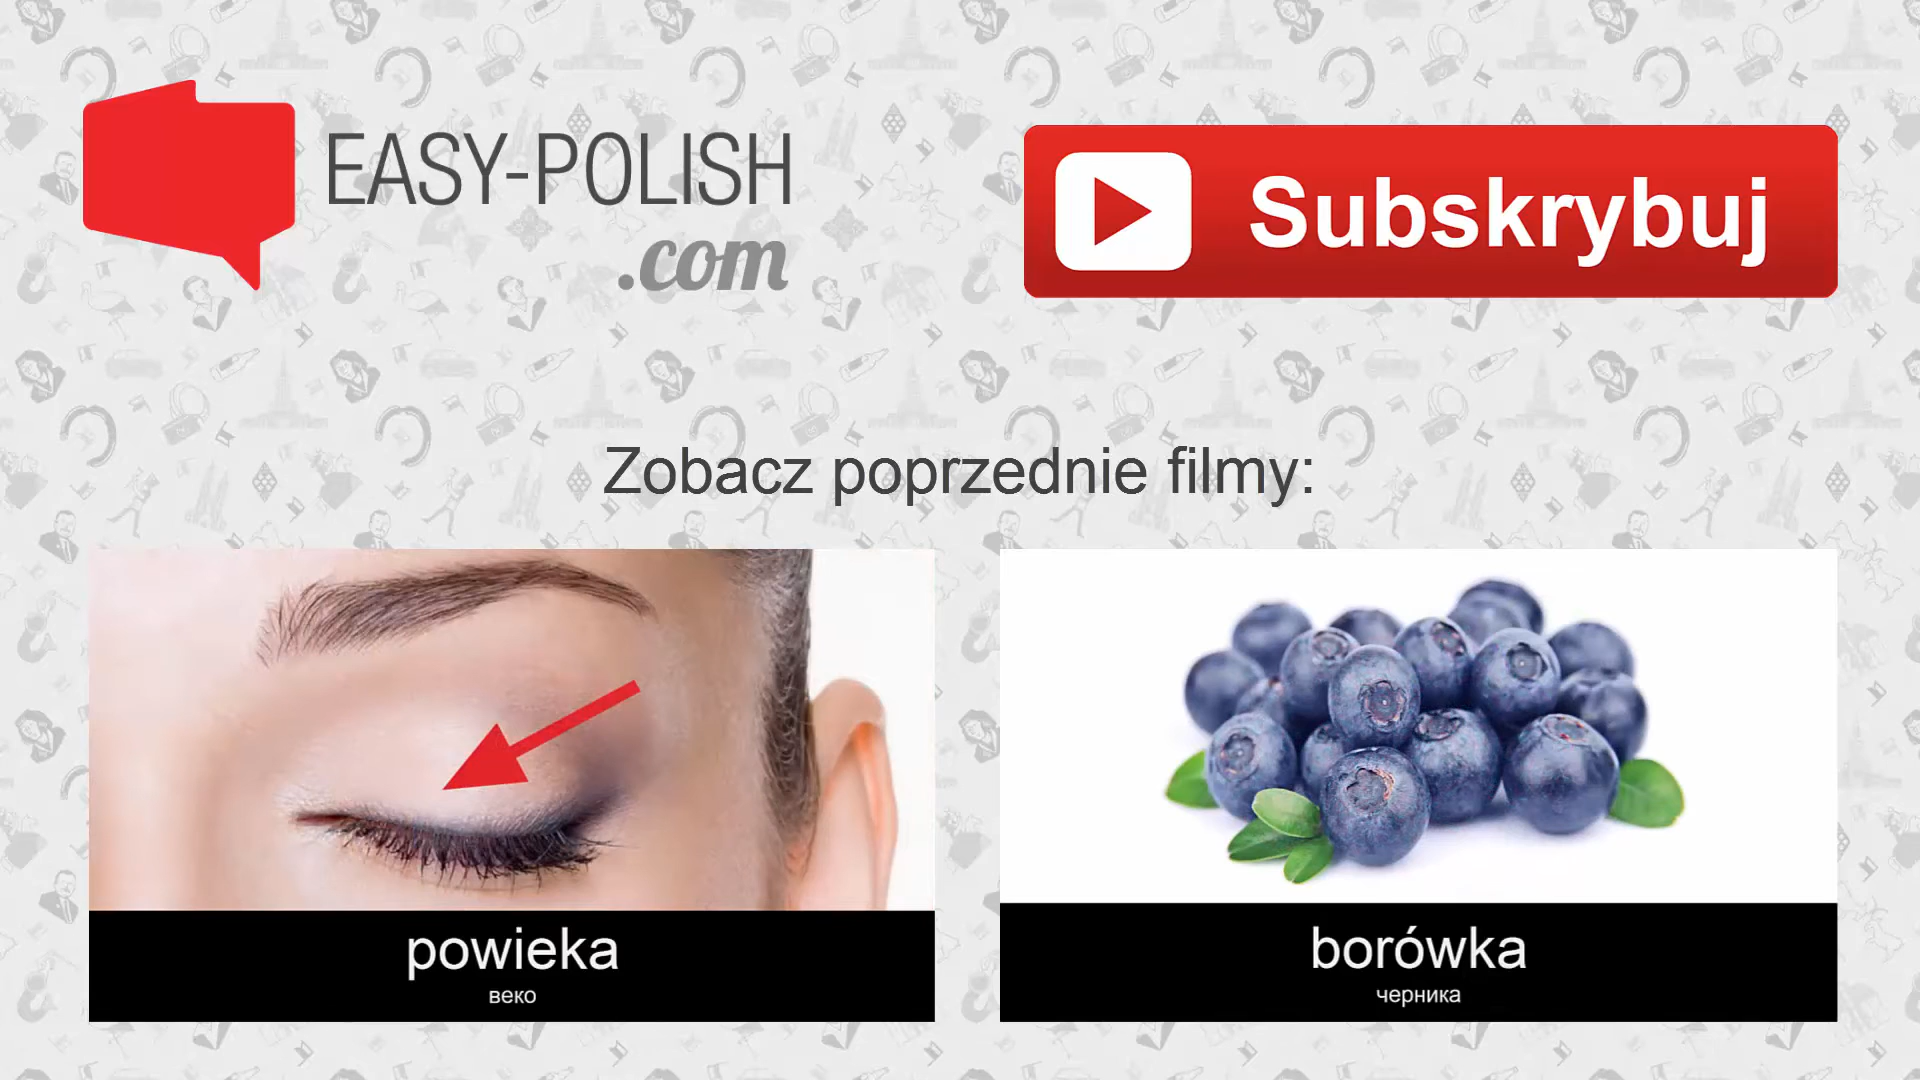 EASY-POLISH
.com
Subskrybuj
Zobacz poprzednie filmy:
powieka
веко
borówka
черника